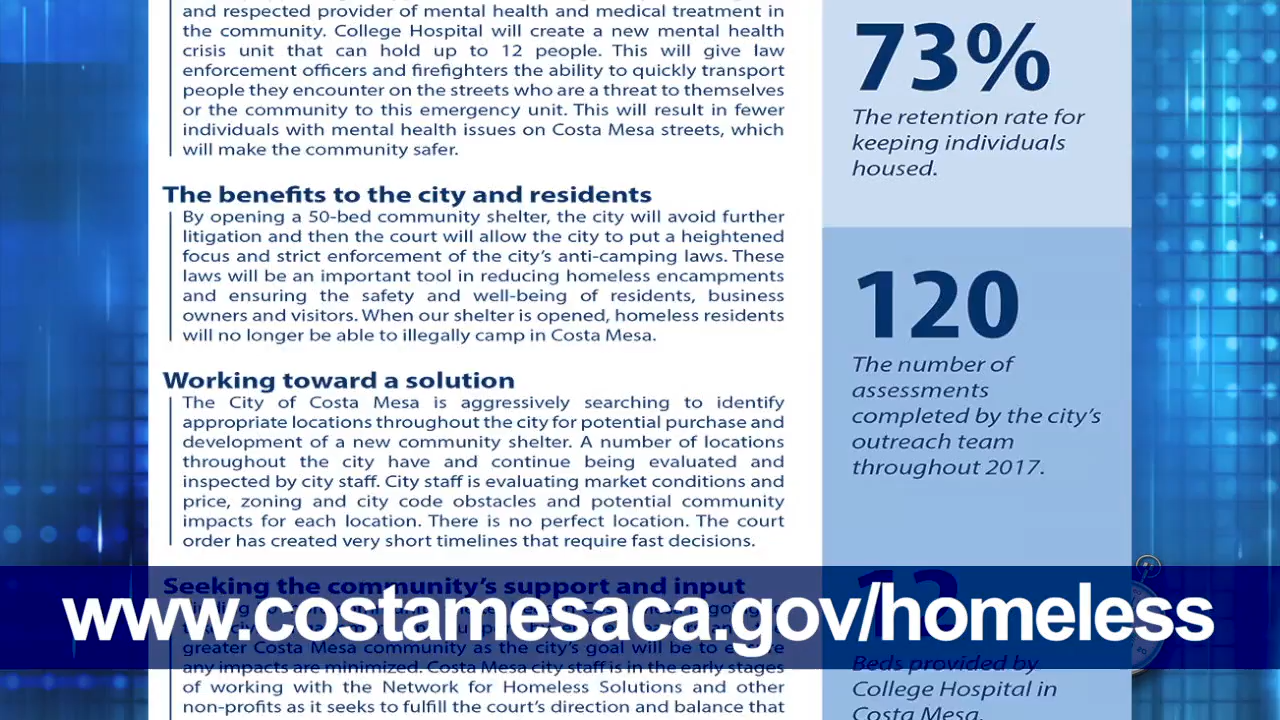 and respected provider of mental health and medical treatment in
the community. College Hospital will create a new mental health
crisis unit that can hold up to 12 people. This will give law
enforcement officers and firefighters the ability to quickly transport
people they encounter on the streets who are a threat to themselves
or the community to this emergency unit. This will result in fewer
individuals with mental health issues on Costa Mesa streets, which
will make the community safer.
The benefits to the city and residents
By opening a 50-bed community shelter, the city will avoid further
litigation and then the court will allow the city to put a heightened
focus and strict enforcement of the city's anti-camping laws. These
laws will be an important tool in reducing homeless encampments
and ensuring the safety and well-being of residents, business
owners and visitors. When our shelter is opened, homeless residents
will no longer be able to illegally camp in Costa Mesa.
Working toward a solution
The City of Costa Mesa is aggressively searching to identify
appropriate locations throughout the city for potential purchase and
development of a new community shelter. A number of locations
throughout the city have and continue being evaluated and
inspected by city staff. City staff is evaluating market conditions and
price, zoning and city code obstacles and potential community
impacts for each location. There is no perfect location. The court
order has created very short timelines that require fast decisions.
Seeking the community's support and input
greater Costa Mesa community as the city's goal will be to ensure
any impacts are minimized. Costa Mesa city staff is in the early stages
of working with the Network for Homeless Solutions and other
non-profits as it seeks to fulfill the court's direction and balance that
73%
The retention rate for
keeping individuals
housed.
120
The number of
assessments
completed by the city's
outreach team
throughout 2017.
12
Beds provided by
College Hospital in
Costa Mesa.
www.costamesaca.gov/homeless